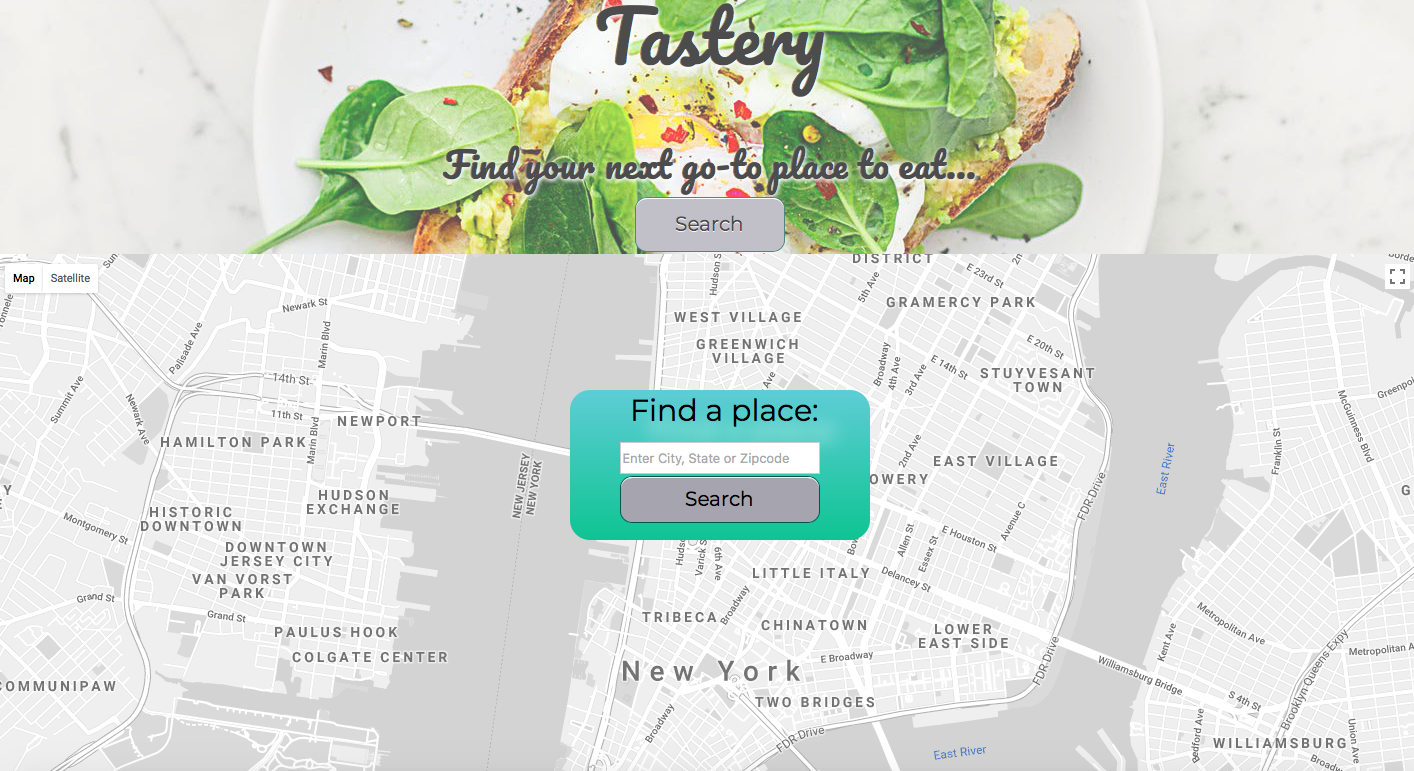 Tastery
Find your next go-to place to eat...
Search
Map
Satellite
DISTRICT
E 23rd St
5th Ave
Hudson S
GRAMERCY PARK
Newark St
WEST VILLAGE
Palisade Ave
Marin Blvd
GREENWICH
VILLAGE
Broadway
4th Ave
3rd Ave
E 20th St
E 14th St
STUYVESANT
TOWN
14th St
Summit Ave
Newark Ave
11th St
Marin Blvd
NEWPORT
HAMILTON PARK
Ave
McGuinness Blvd
Franklin St
Find a place:
Enter City, State or Zipcode
Search
2nd Ave
EAST VILLAGE
OWERY
East River
FDR Drive
NEW JERSEY
NEW YORK
HUDSON
EXCHANGE
HISTORIC
DOWNTOWN
Montgomery St
Avenue C
Allen St
Essex St
E Houston St
DOWNTOWN
JERSEY CITY
VAN VORST
PARK
Varick S
6th Ave
LITTLE ITALY
Delancey St
Grand St
Grand St
Broadway
TRIBECA
CHINATOWN
LOWER
EAST SIDE
PAULUS HOOK
COLGATE CENTER
Metropolitan Ave
Kent Ave
FDR Drive
E Broadway
New York
Williamsburg Bridge
Brooklyn Queens Expy
Metropolitan A
COMMUNIPAW
TWO BRIDGES
S 4th St
Broadway
FDR Drive
East River
Bedford Ave
WILLIAMSBURG
Union Ave